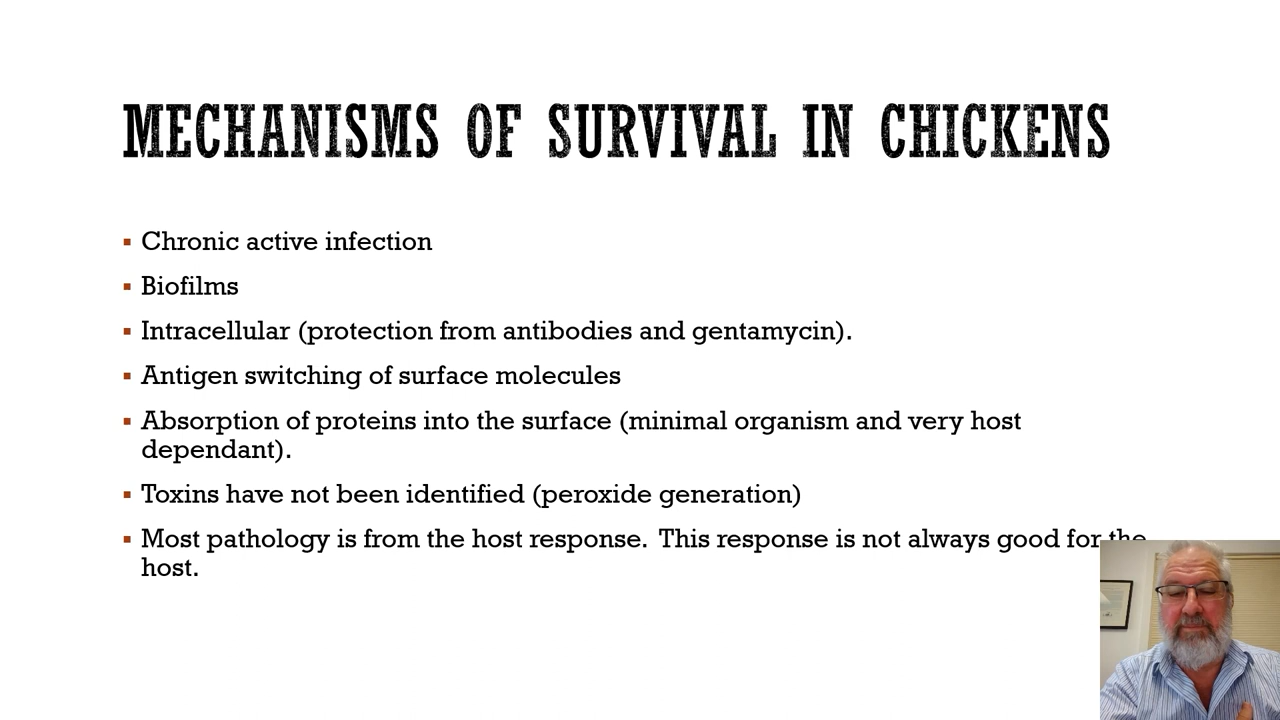 MECHANISMS OF SURVIVAL IN CHICKENS
Chronic active infection
Biofilms
Intracellular (protection from antibodies and gentamycin).
Antigen switching of surface molecules
Absorption of proteins into the surface (minimal organism and very host
dependant).
Toxins have not been identified (peroxide generation)
Most pathology is from the host response. This response is not always good for the
host.